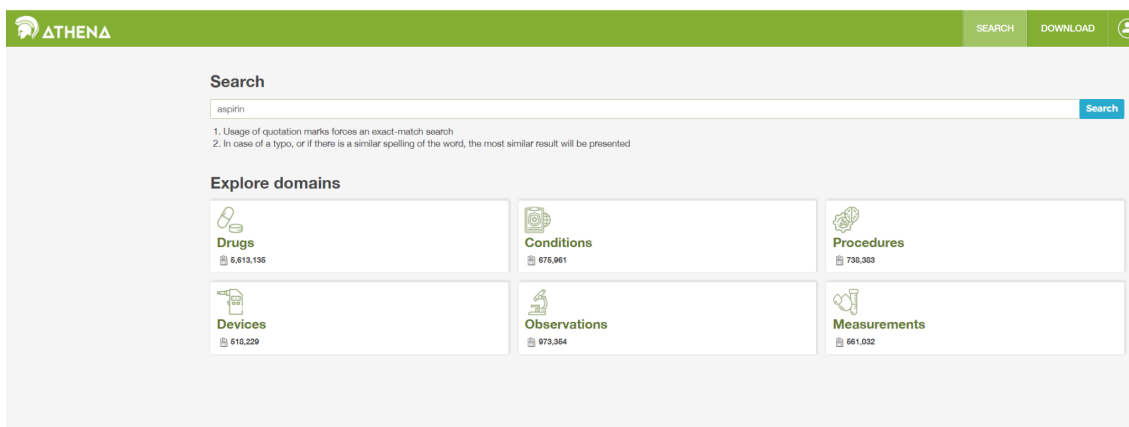 ATHENA
SEARCH
DOWNLOAD
Search
aspirin
Search
1. Usage of quotation marks forces an exact-match search
2. In case of a typo, or if there is a similar spelling of the word, the most similar result will be presented
Explore domains
Drugs
5,613,135
Conditions
675,961
Procedures
738,383
Devices
518,229
Observations
973,354
Measurements
561,032